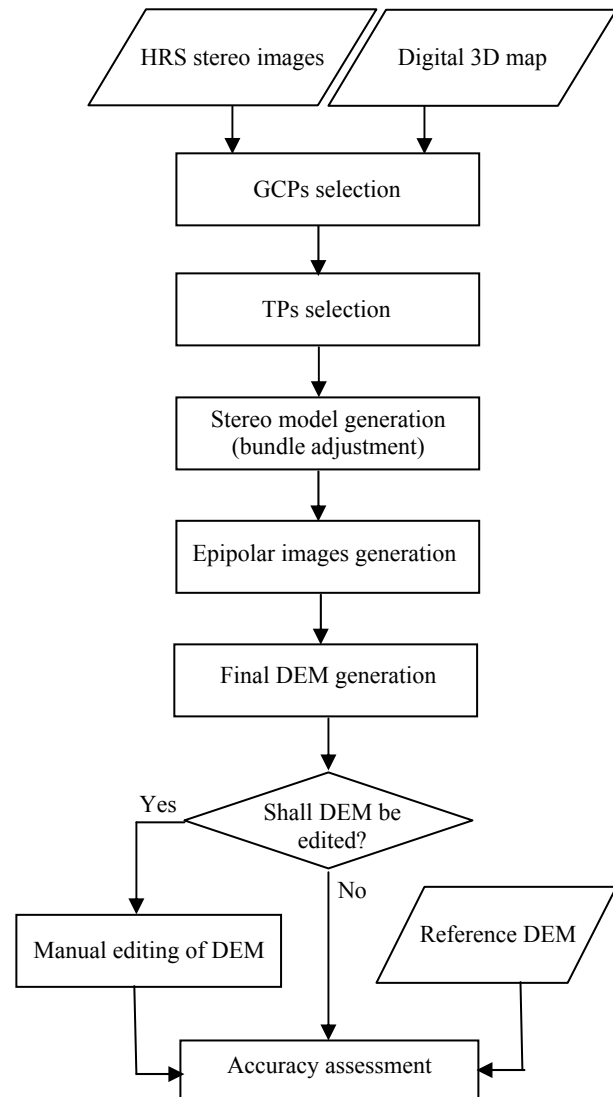 HRS stereo images
Digital 3D map
GCPs selection
TPs selection
Stereo model generation
(bundle adjustment)
Epipolar images generation
Final DEM generation
Yes
Shall DEM be
edited?
No
Manual editing of DEM
Reference DEM
Accuracy assessment